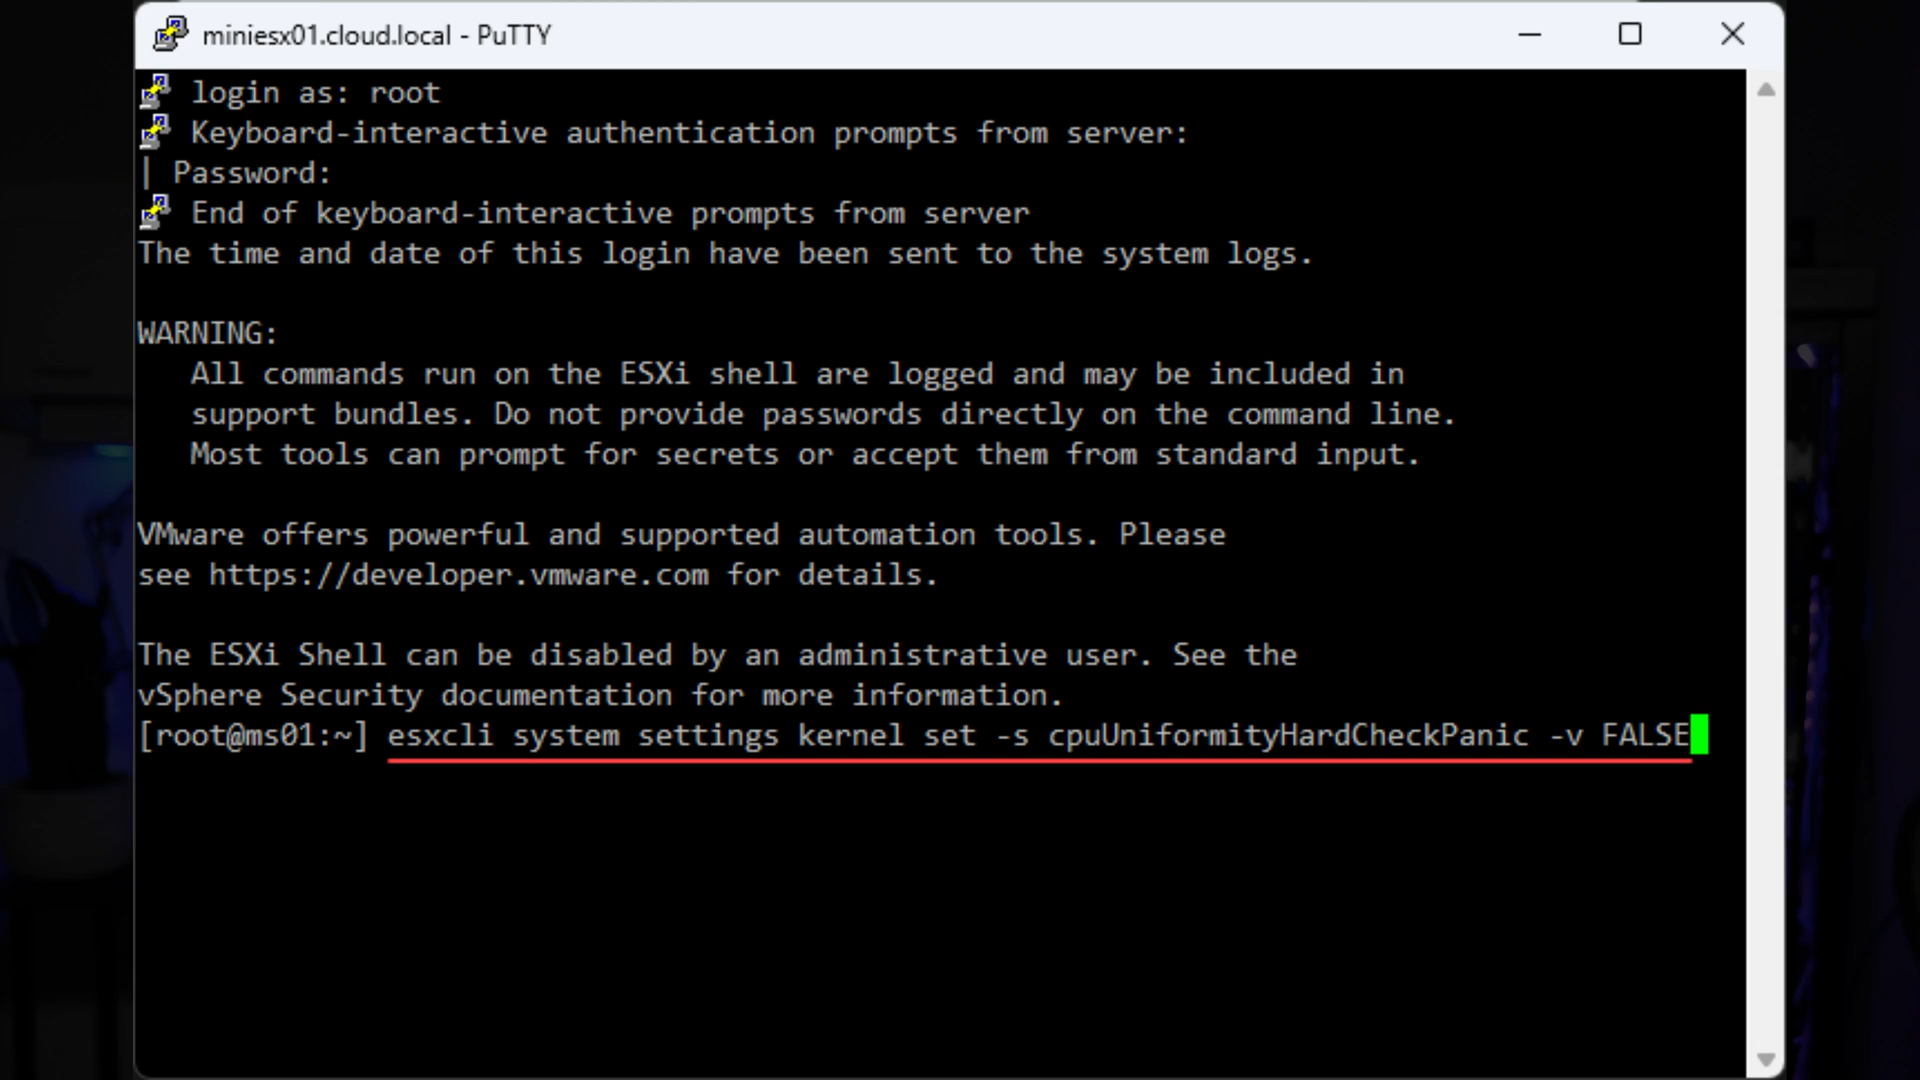 miniesx01.cloud.local - PuTTY
login as: root
Keyboard-interactive authentication prompts from server:
| Password:
End of keyboard-interactive prompts from server
The time and date of this login have been sent to the system logs.
WARNING:
All commands run on the ESXi shell are logged and may be included in
support bundles. Do not provide passwords directly on the command line.
Most tools can prompt for secrets or accept them from standard input.
VMware offers powerful and supported automation tools. Please
see https://developer.vmware.com for details.
The ESXi Shell can be disabled by an administrative user. See the
vSphere Security documentation for more information.
[root@ms01:~] esxcli system settings kernel set -s cpuUniformityHardCheckPanic -v FALSE